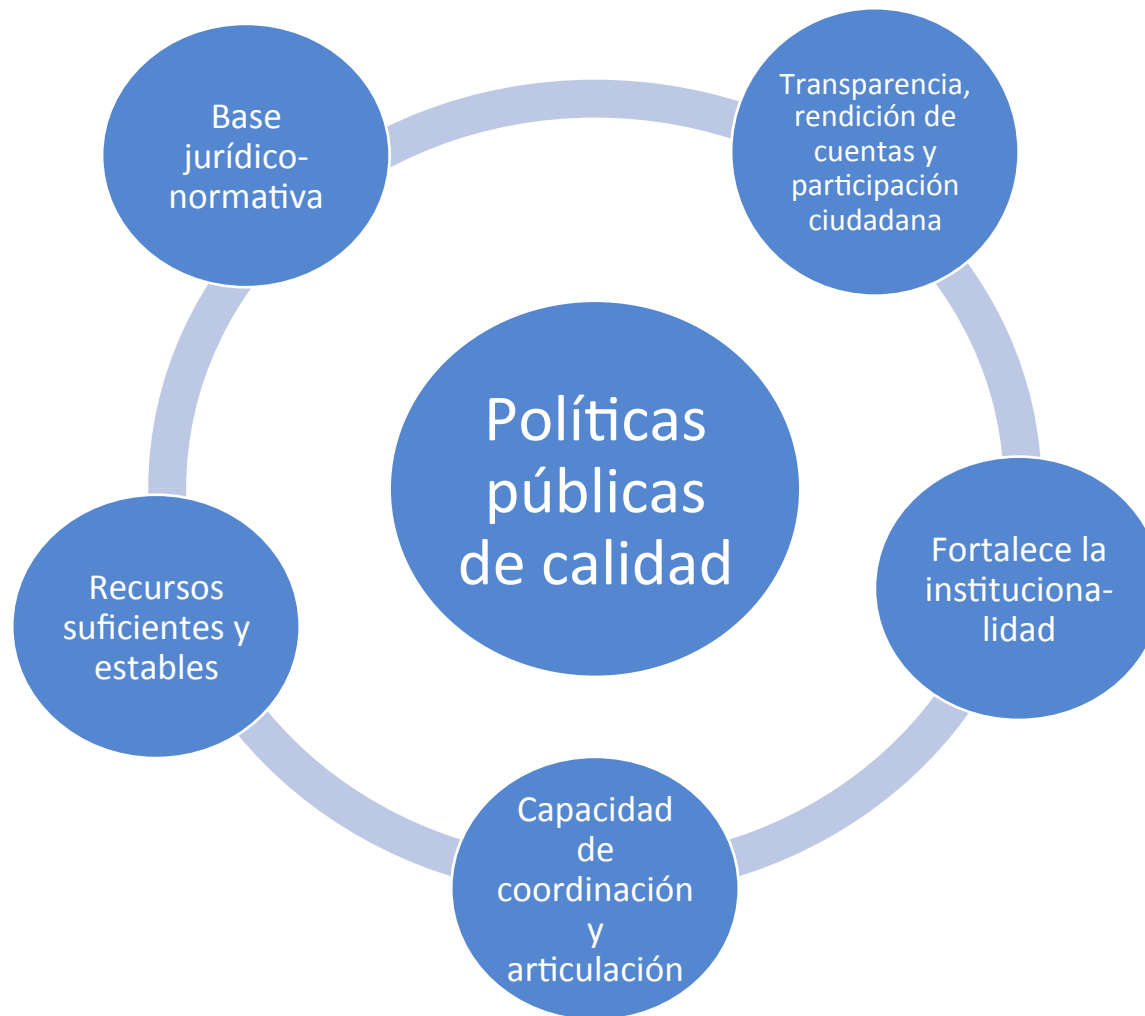 Base
jurídico-
normativa
Transparencia,
rendición de
cuentas y
participación
ciudadana
Políticas
públicas
de calidad
Fortalece la
instituciona-
lidad
Recursos
suficientes y
estables
Capacidad
de
coordinación
y
articulación